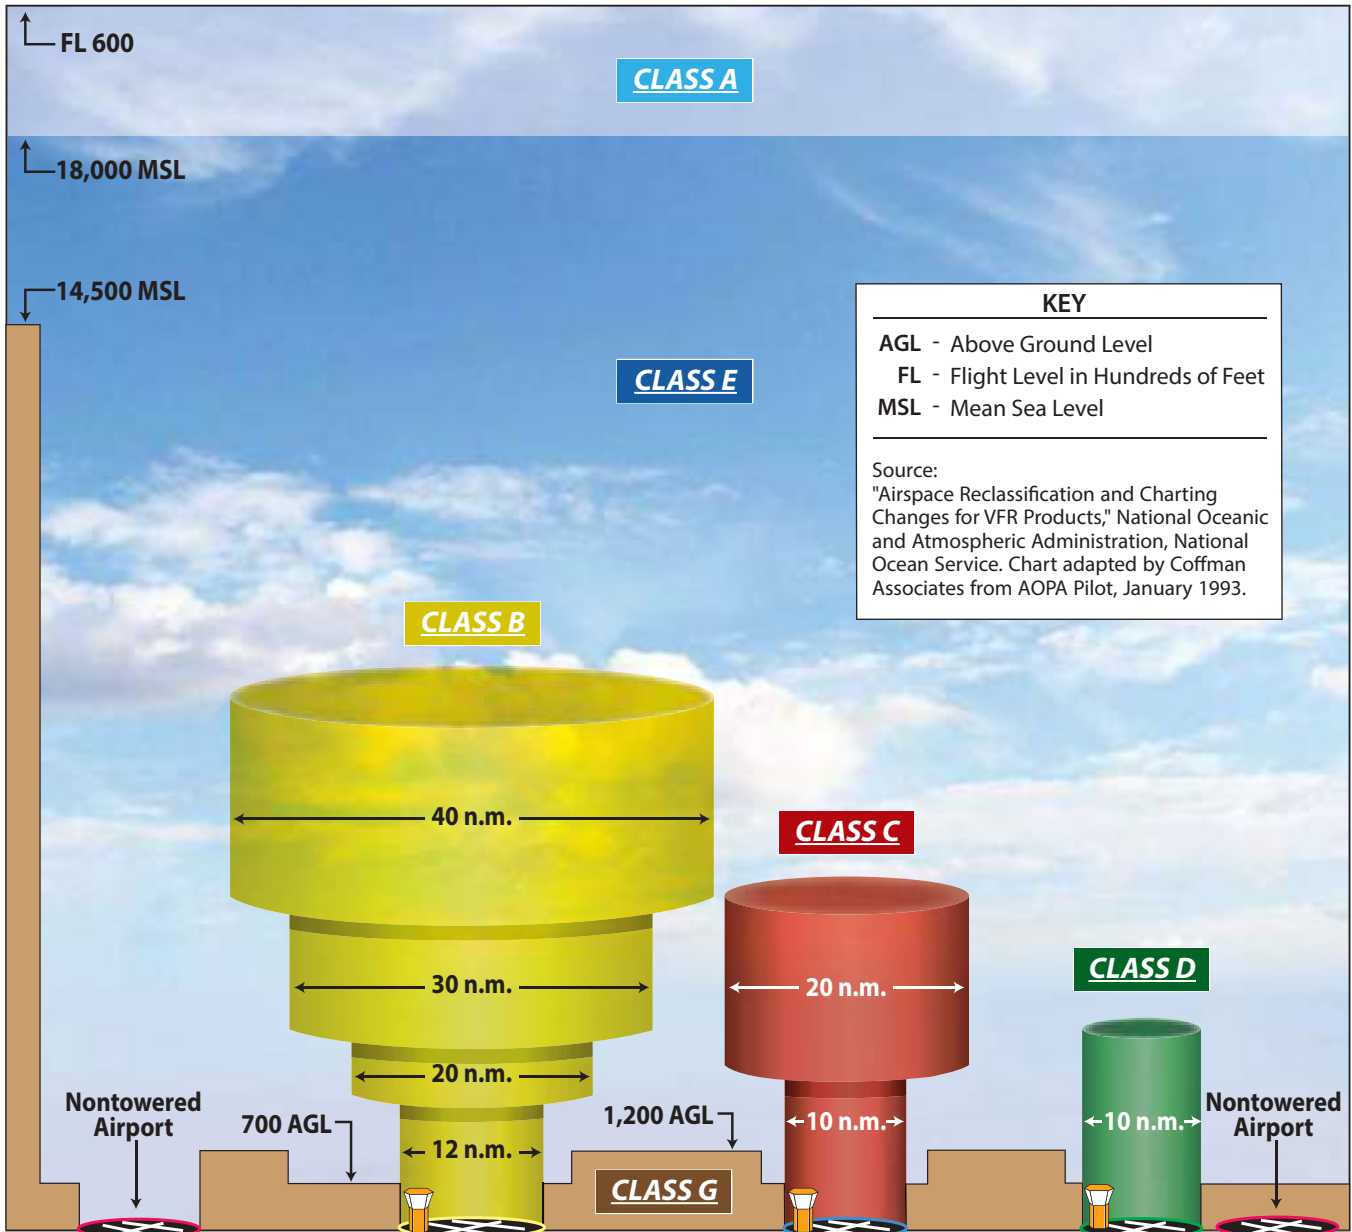 FL 600
CLASS A
18,000 MSL
14,500 MSL
KEY
AGL - Above Ground Level
FL - Flight Level in Hundreds of Feet
MSL - Mean Sea Level
Source:
"Airspace Reclassification and Charting
Changes for VFR Products," National Oceanic
and Atmospheric Administration, National
Ocean Service. Chart adapted by Coffman
Associates from AOPA Pilot, January 1993.
CLASS E
CLASS B
40 n.m.
30 n.m.
20 n.m.
12 n.m.
CLASS C
20 n.m.
10 n.m.
CLASS D
10 n.m.
Nontowered
Airport
700 AGL
1,200 AGL
CLASS G
Nontowered
Airport